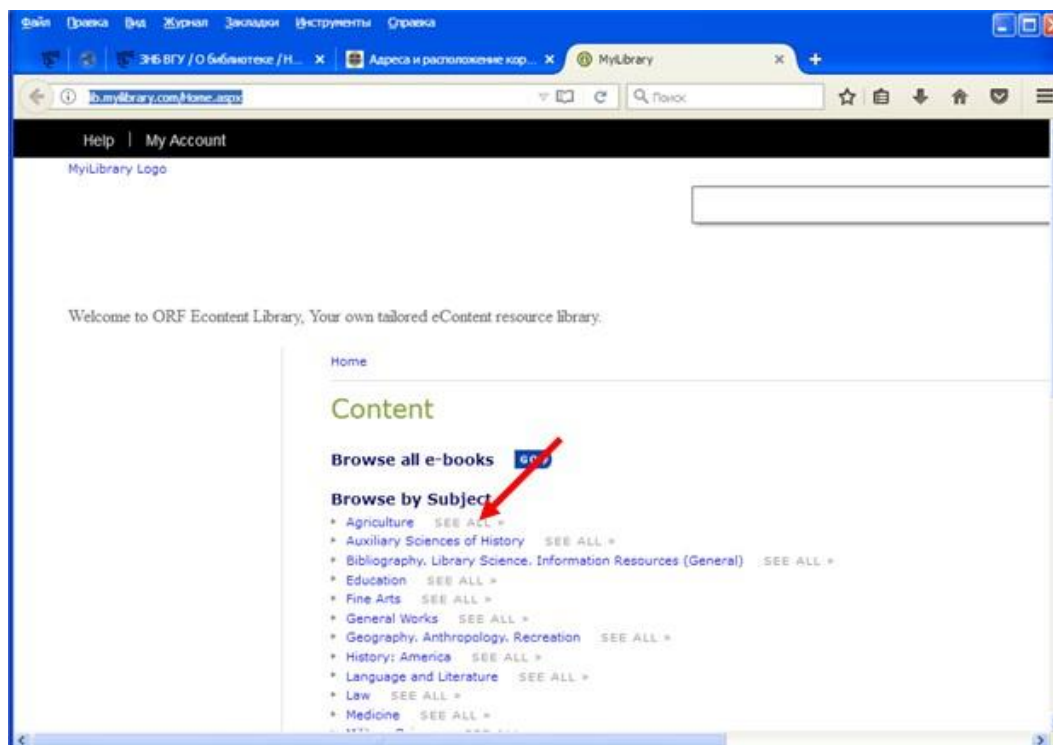 Файл Правка Вид Журнал Закладки Инструменты Справка
ЗНБ ВГУ / О библиотеке / Н... Адреса и расположение кор... MyiLibrary
lib.myilibrary.com/Home.aspx Поиск
Help | My Account
MyiLibrary Logo
Welcome to ORF Econtent Library, Your own tailored eContent resource library.
Home
Content
Browse all e-books GO
Browse by Subject
Agriculture SEE ALL »
Auxiliary Sciences of History SEE ALL »
Bibliography. Library Science. Information Resources (General) SEE ALL »
Education SEE ALL »
Fine Arts SEE ALL »
General Works SEE ALL »
Geography. Anthropology. Recreation SEE ALL »
History: America SEE ALL »
Language and Literature SEE ALL »
Law SEE ALL »
Medicine SEE ALL »